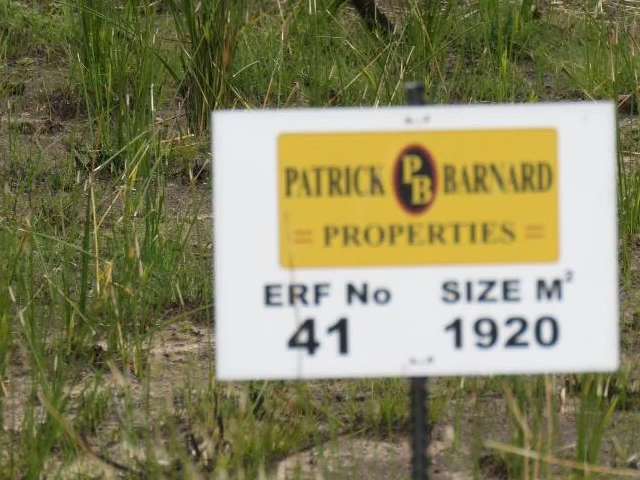 PATRICK PB BARNARD
= PROPERTIES =
ERF No SIZE M²
41 1920